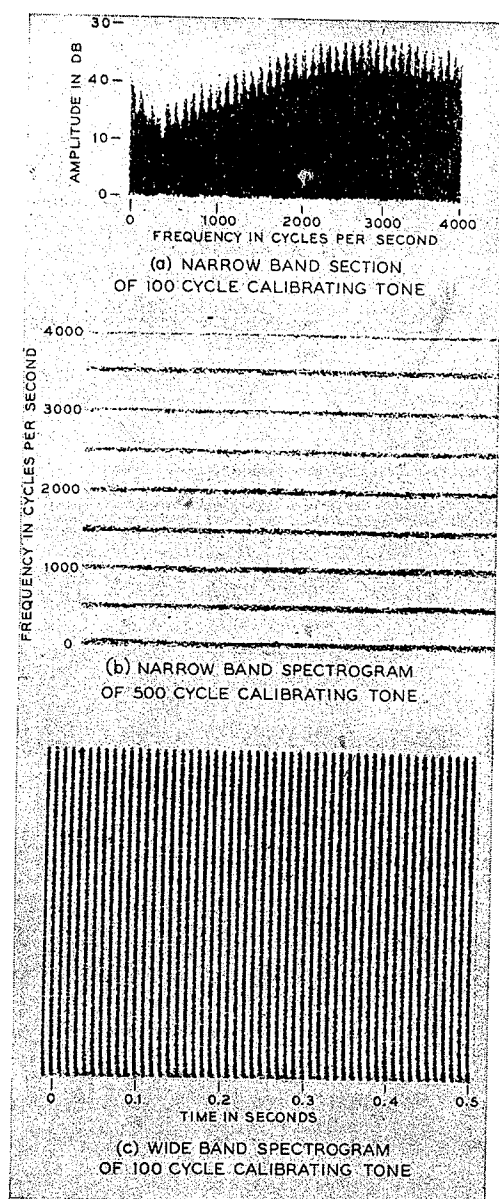 30
40
10
0
AMPLITUDE IN DB
0 1000 2000 3000 4000
FREQUENCY IN CYCLES PER SECOND
(a) NARROW BAND SECTION
OF 100 CYCLE CALIBRATING TONE
4000
3000
2000
1000
0
FREQUENCY IN CYCLES PER SECOND
(b) NARROW BAND SPECTROGRAM
OF 500 CYCLE CALIBRATING TONE
0 0.1 0.2 0.3 0.4 0.5
TIME IN SECONDS
(c) WIDE BAND SPECTROGRAM
OF 100 CYCLE CALIBRATING TONE